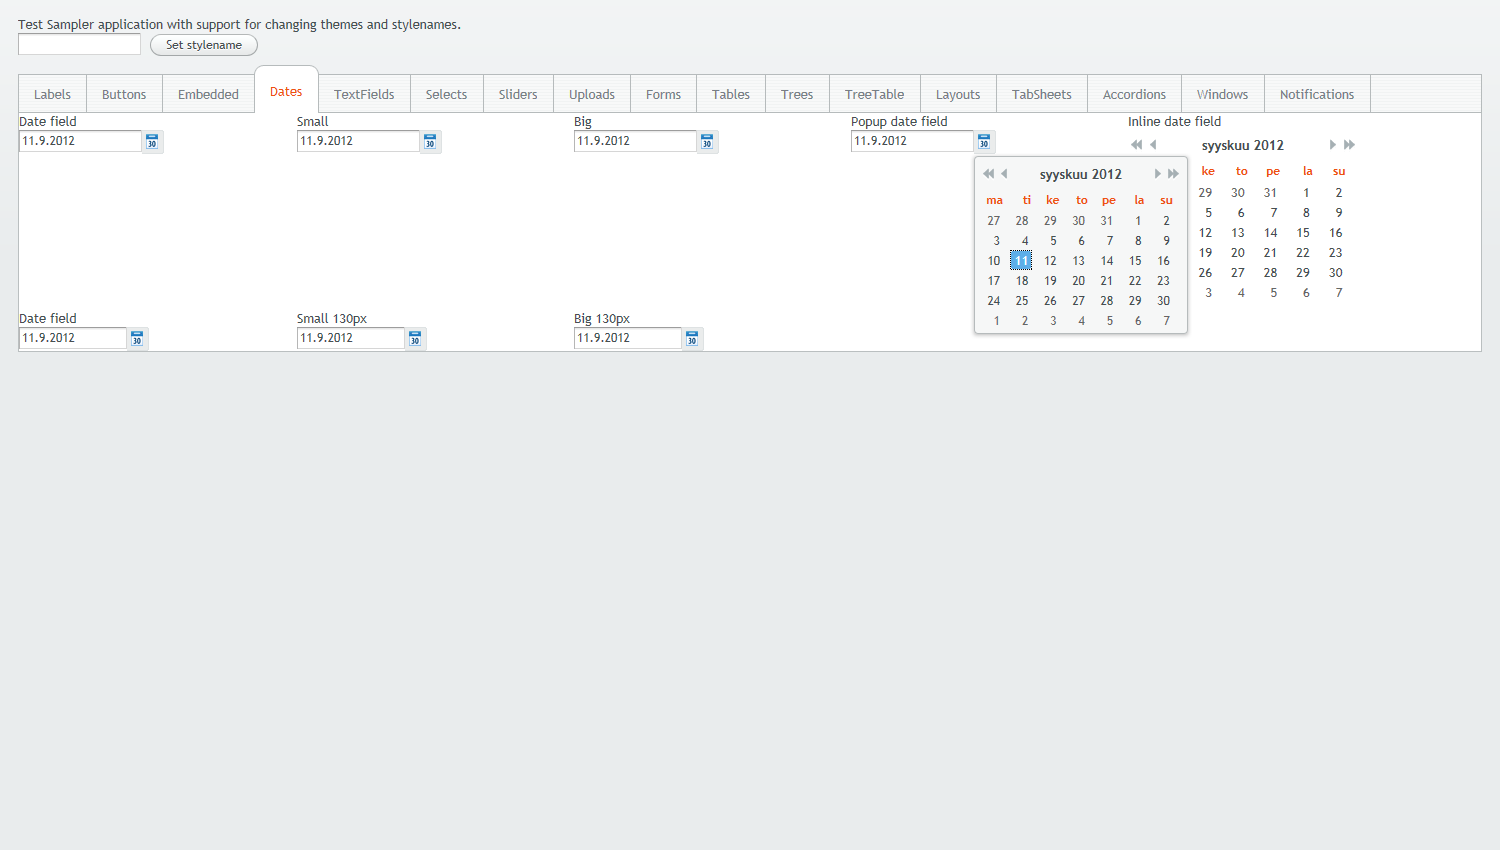 Test Sampler application with support for changing themes and stylenames.
Set stylename
Labels Buttons Embedded Dates TextFields Selects Sliders Uploads Forms Tables Trees TreeTable Layouts TabSheets Accordions Windows Notifications
Date field Small Big Popup date field Inline date field
11.9.2012 30 11.9.2012 30 11.9.2012 30 11.9.2012 30
syyskuu 2012
ma ti ke to pe la su
27 28 29 30 31 1 2
3 4 5 6 7 8 9
10 11 12 13 14 15 16
17 18 19 20 21 22 23
24 25 26 27 28 29 30
1 2 3 4 5 6 7
syyskuu 2012
ke to pe la su
29 30 31 1 2
5 6 7 8 9
12 13 14 15 16
19 20 21 22 23
26 27 28 29 30
3 4 5 6 7
Date field Small 130px Big 130px
11.9.2012 30 11.9.2012 30 11.9.2012 30